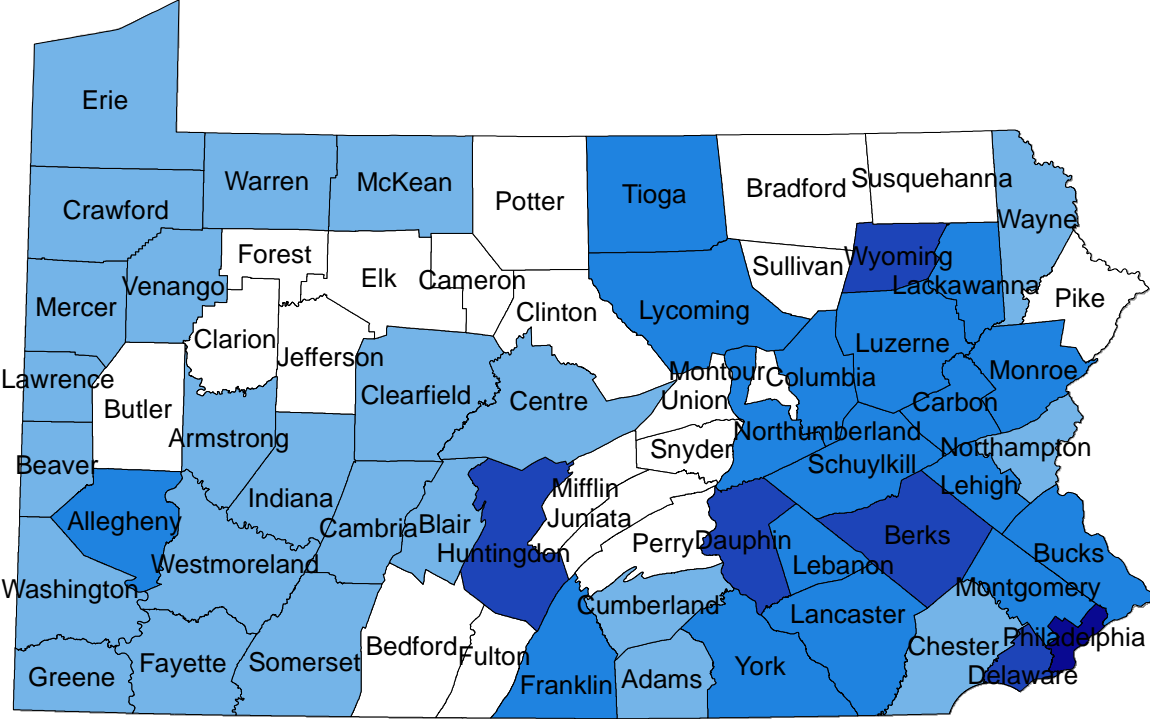 Erie
Warren
McKean
Potter
Tioga
Bradford
Susquehanna
Crawford
Wayne
Forest
Elk
Cameron
Sullivan
Wyoming
Lackawanna
Venango
Mercer
Pike
Clinton
Lycoming
Clarion
Jefferson
Luzerne
Lawrence
Montour
Columbia
Monroe
Clearfield
Centre
Union
Carbon
Butler
Armstrong
Northumberland
Snyder
Northampton
Beaver
Schuylkill
Lehigh
Mifflin
Indiana
Juniata
Allegheny
Cambria
Blair
Huntingdon
Perry
Dauphin
Berks
Bucks
Westmoreland
Lebanon
Washington
Montgomery
Cumberland
Lancaster
Philadelphia
Chester
Bedford
Fulton
Somerset
Fayette
Greene
Franklin
Adams
York
Delaware